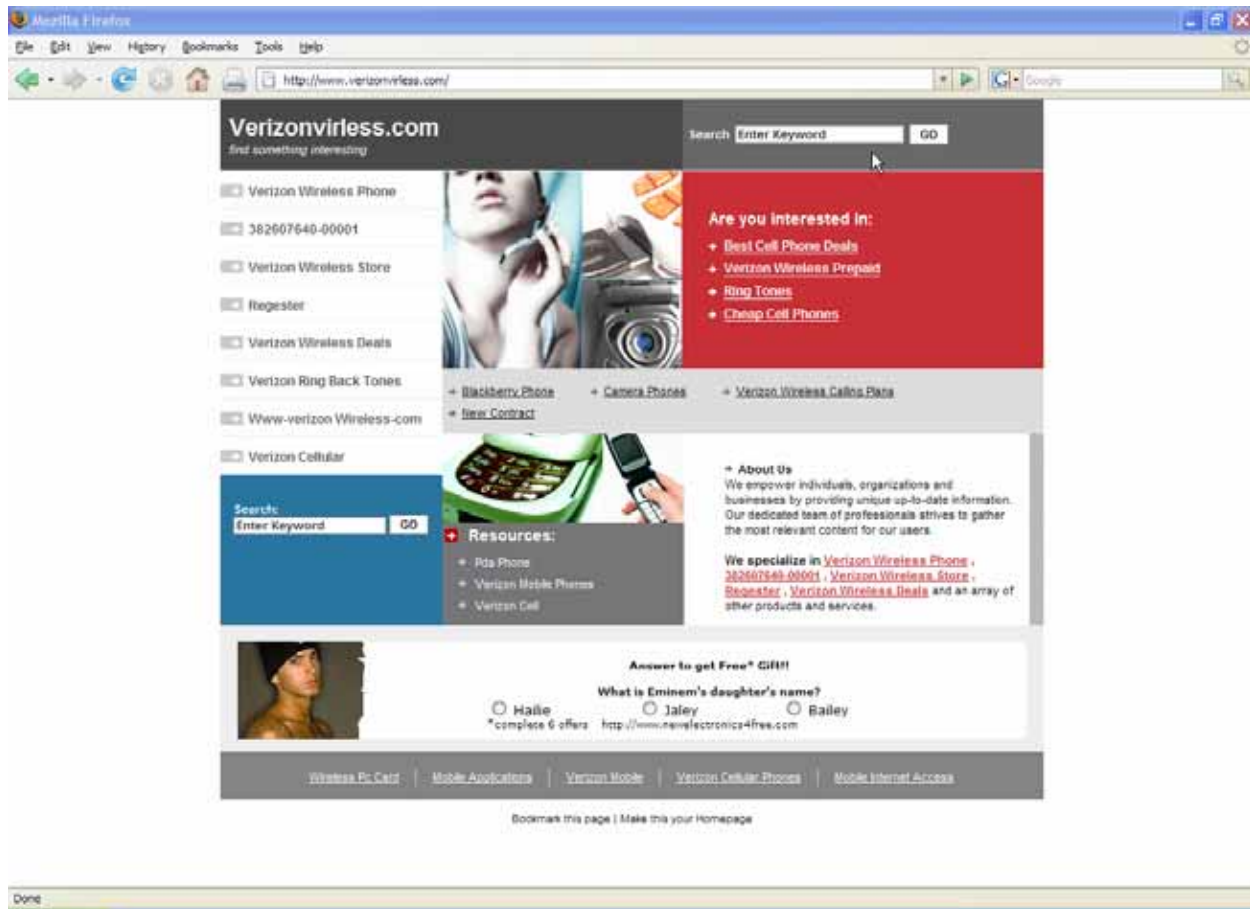 Mozilla Firefox
File Edit View History Bookmarks Tools Help
http://www.verizonvirless.com/
Google
Verizonvirless.com
find something interesting
Search Enter Keyword GO
Verizon Wireless Phone
382607640-00001
Verizon Wireless Store
Regester
Verizon Wireless Deals
Verizon Ring Back Tones
Www-verizon Wireless-com
Verizon Cellular
Are you interested in:
Best Cell Phone Deals
Verizon Wireless Prepaid
Ring Tones
Cheap Cell Phones
Blackberry Phone Camera Phones Verizon Wireless Calling Plans
New Contract
Search:
Enter Keyword GO
Resources:
Pda Phone
Verizon Mobile Phones
Verizon Cell
About Us
We empower individuals, organizations and
businesses by providing unique up-to-date information.
Our dedicated team of professionals strives to gather
the most relevant content for our users.
We specialize in Verizon Wireless Phone ,
382607640-00001 , Verizon Wireless Store ,
Regester , Verizon Wireless Deals and an array of
other products and services.
Answer to get Free* Gift!!
What is Eminem's daughter's name?
Hailie Jaley Bailey
*complete 6 offers http://www.newelectronics4free.com
Wireless Pc Card | Mobile Applications | Verizon Mobile | Verizon Cellular Phones | Mobile Internet Access
Bookmark this page | Make this your Homepage
Done